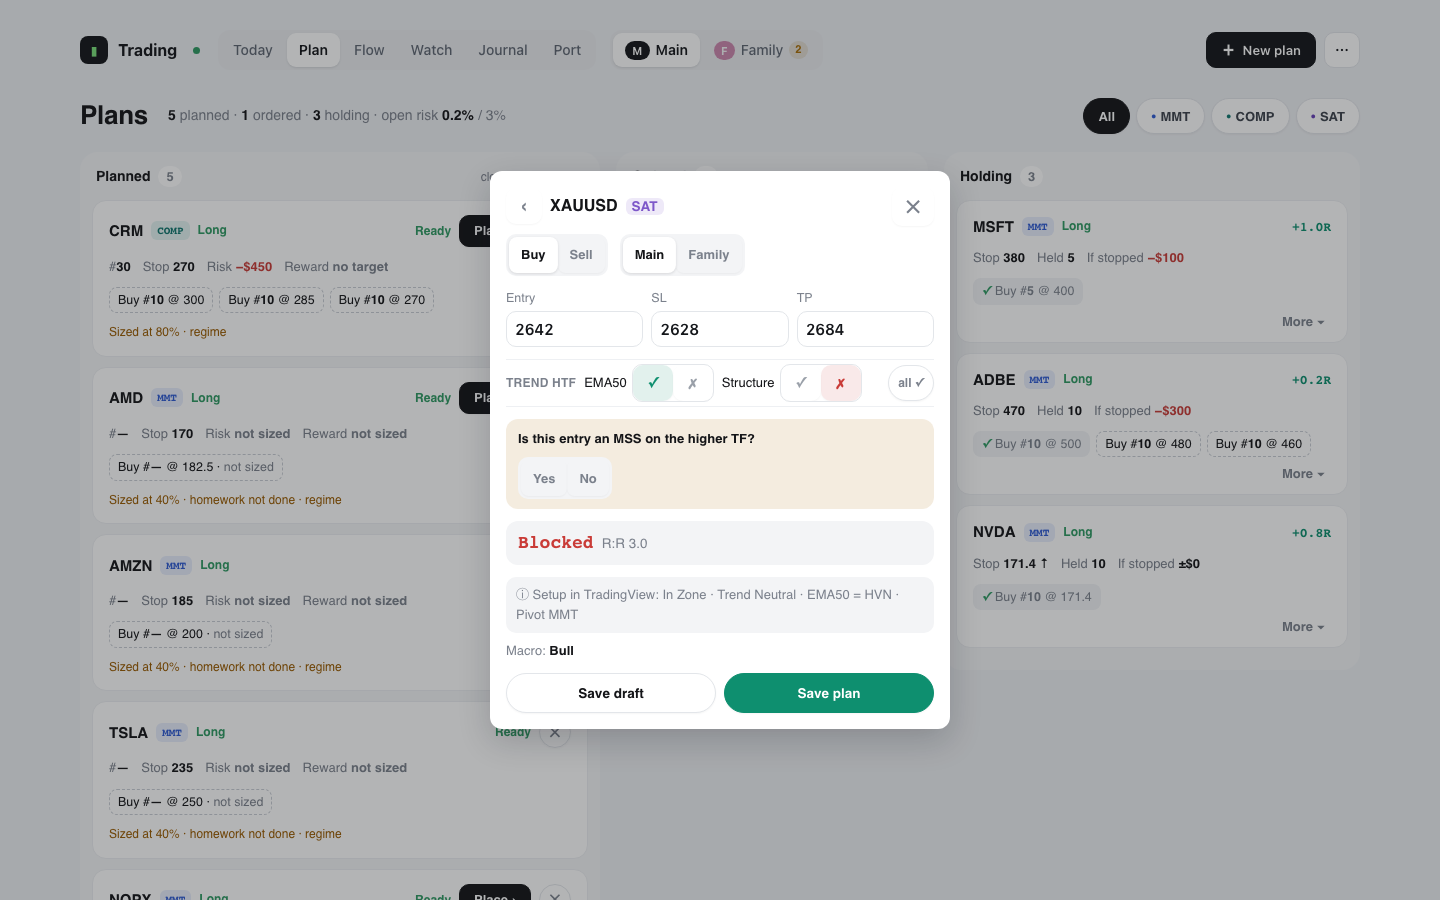 Trading
Today
Plan
Flow
Watch
Journal
Port
M Main
F Family 2
+ New plan
···
Plans
5 planned · 1 ordered · 3 holding · open risk 0.2% / 3%
All
• MMT
• COMP
• SAT
Planned 5
Holding 3
CRM COMP Long
Ready
#30 Stop 270 Risk −$450 Reward no target
Buy #10 @ 300
Buy #10 @ 285
Buy #10 @ 270
Sized at 80% · regime
AMD MMT Long
Ready
#— Stop 170 Risk not sized Reward not sized
Buy #— @ 182.5 · not sized
Sized at 40% · homework not done · regime
AMZN MMT Long
#— Stop 185 Risk not sized Reward not sized
Buy #— @ 200 · not sized
Sized at 40% · homework not done · regime
TSLA MMT Long
Ready
#— Stop 235 Risk not sized Reward not sized
Buy #— @ 250 · not sized
Sized at 40% · homework not done · regime
‹ XAUUSD SAT
Buy Sell
Main Family
Entry
SL
TP
2642
2628
2684
TREND HTF EMA50 ✓ ✗ Structure ✓ ✗ all ✓
Is this entry an MSS on the higher TF?
Yes No
Blocked R:R 3.0
ⓘ Setup in TradingView: In Zone · Trend Neutral · EMA50 = HVN ·
Pivot MMT
Macro: Bull
Save draft
Save plan
MSFT MMT Long
+1.0R
Stop 380 Held 5 If stopped −$100
✓ Buy #5 @ 400
More
ADBE MMT Long
+0.2R
Stop 470 Held 10 If stopped −$300
✓ Buy #10 @ 500
Buy #10 @ 480
Buy #10 @ 460
More
NVDA MMT Long
+0.8R
Stop 171.4 ↑ Held 10 If stopped ±$0
✓ Buy #10 @ 171.4
More